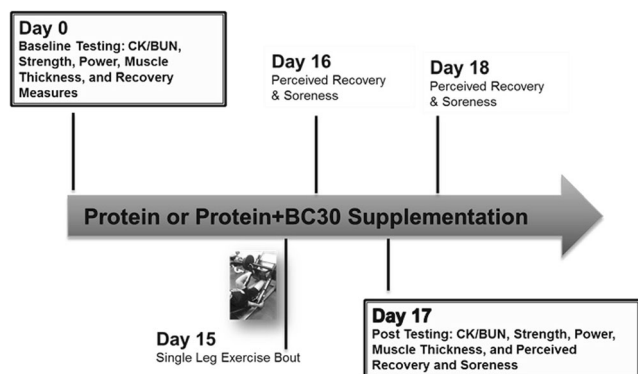 Day 0
Baseline Testing: CK/BUN,
Strength, Power, Muscle
Thickness, and Recovery
Measures
Day 16
Perceived Recovery
& Soreness
Day 18
Perceived Recovery
& Soreness
Protein or Protein+BC30 Supplementation
Day 15
Single Leg Exercise Bout
Day 17
Post Testing: CK/BUN, Strength, Power,
Muscle Thickness, and Perceived
Recovery and Soreness